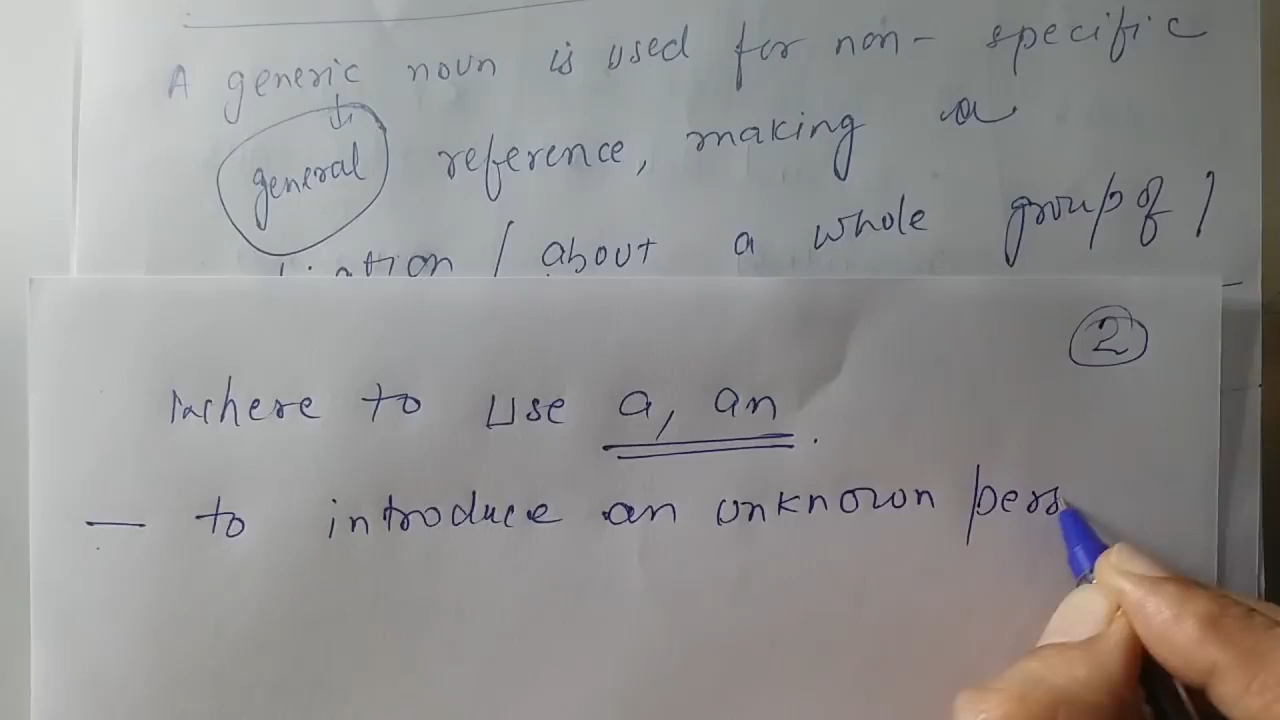 A generic noun is used for non- specific
general reference, making a
about a whole group of /
②
Where to use a, an.
— to introduce an unknown pers